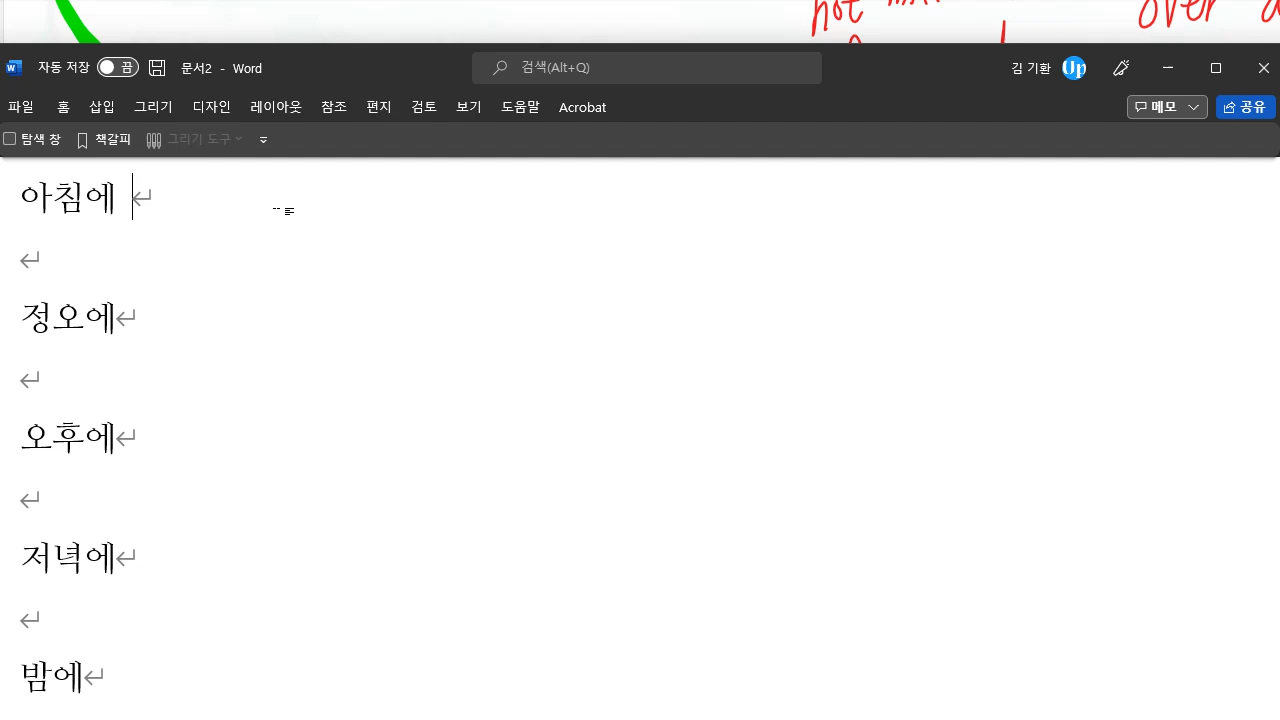 not over
자동 저장 끔 문서2 - Word 검색(Alt+Q) 김 기환 Up
파일 홈 삽입 그리기 디자인 레이아웃 참조 편지 검토 보기 도움말 Acrobat 메모 공유
탐색 창 책갈피 그리기 도구
아침에
정오에
오후에
저녁에
밤에